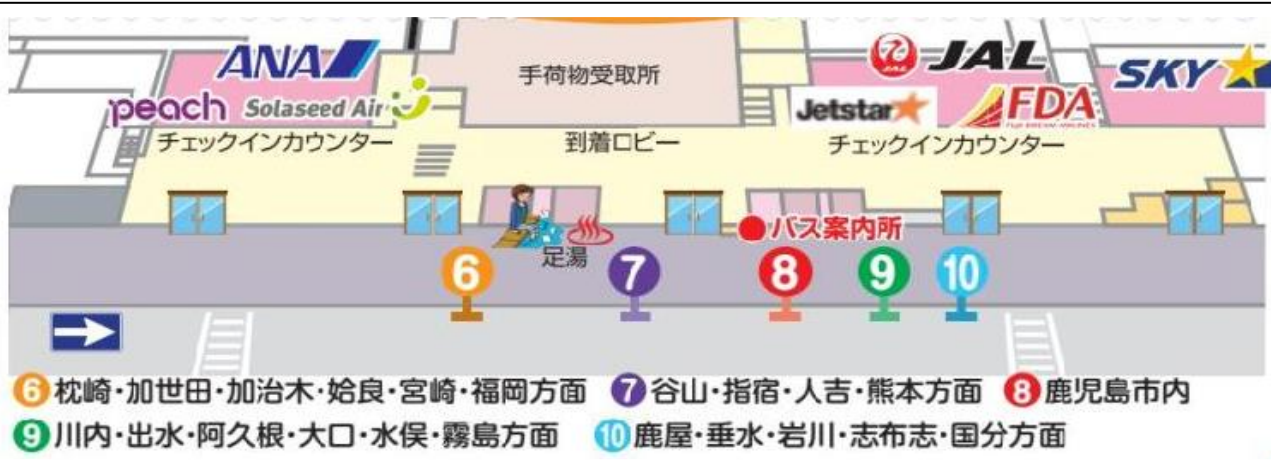 ANA 手荷物受取所 JAL SKY
peach Solaseed Air Jetstar FDA
チェックインカウンター 到着ロビー チェックインカウンター
バス案内所
足湯
6 7 8 9 10
6 枕崎・加世田・加治木・姶良・宮崎・福岡方面 7 谷山・指宿・人吉・熊本方面 8 鹿児島市内
9 川内・出水・阿久根・大口・水俣・霧島方面 10 鹿屋・垂水・岩川・志布志・国分方面